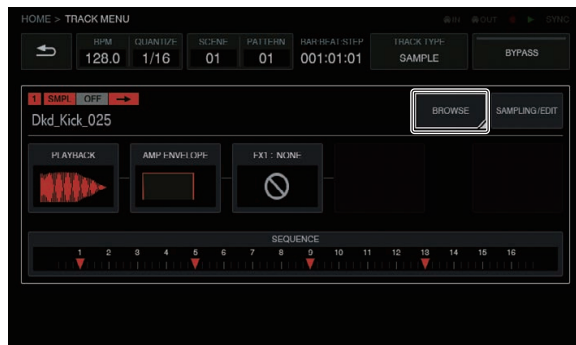 HOME > TRACK MENU IN OUT SYNC
BPM QUANTIZE SCENE PATTERN BAR:BEAT:STEP TRACK TYPE
128.0 1/16 01 01 001:01:01 SAMPLE BYPASS
1 SMPL OFF
Dkd_Kick_025 BROWSE SAMPLING/EDIT
PLAYBACK AMP ENVELOPE FX1 : NONE
SEQUENCE
1 2 3 4 5 6 7 8 9 10 11 12 13 14 15 16